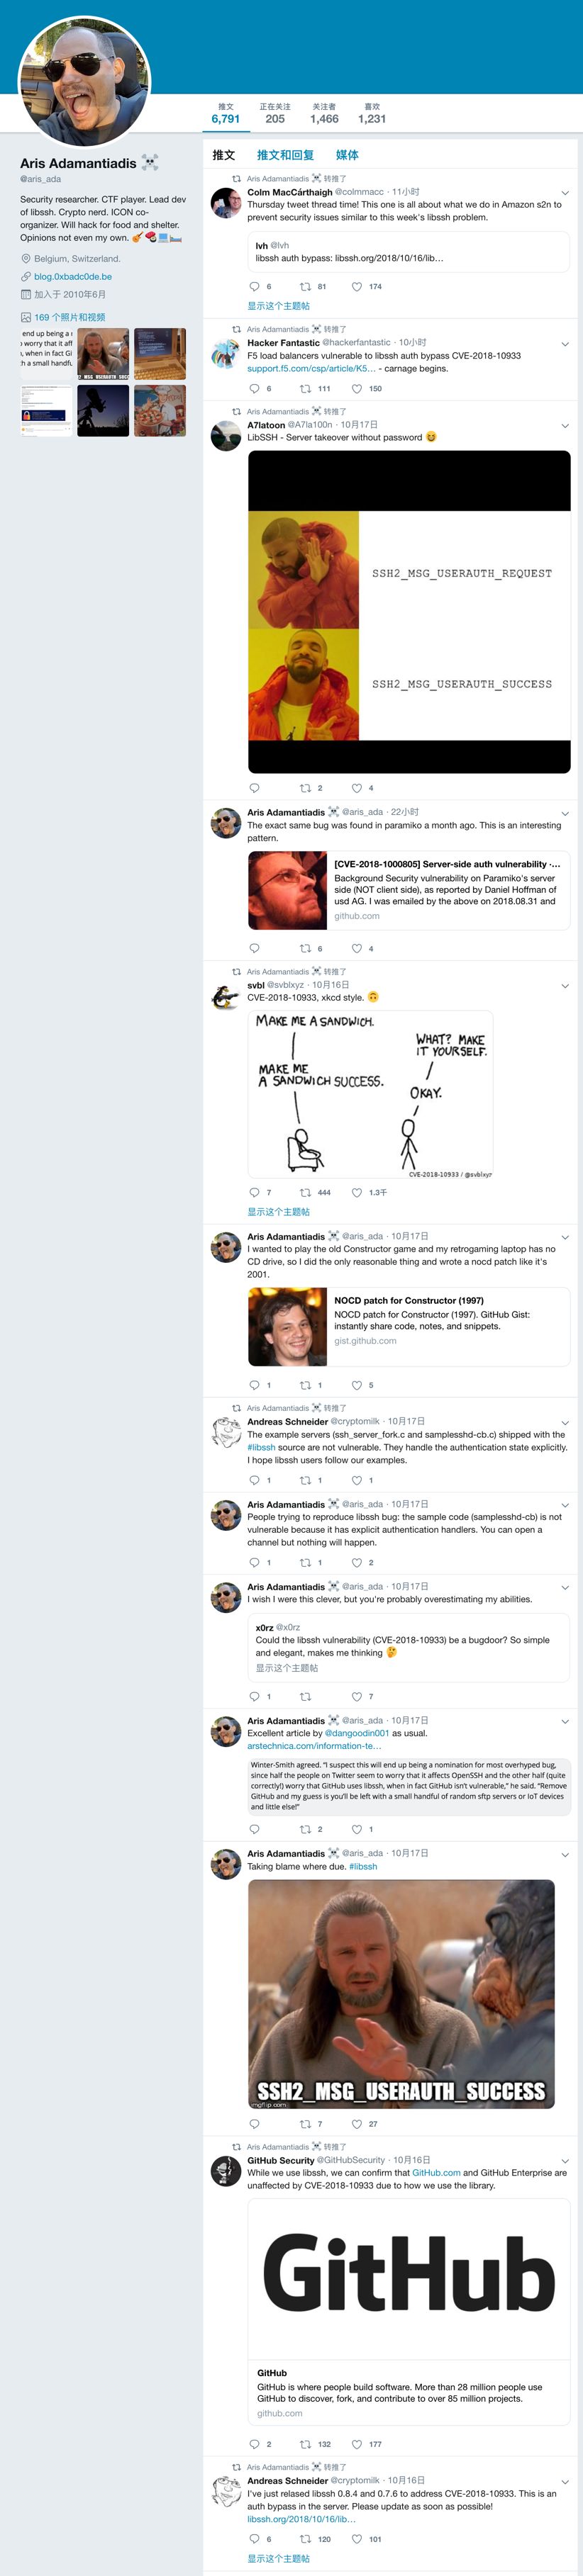 推文 正在关注 关注者 喜欢
6,791 205 1,466 1,231
Aris Adamantiadis ☠️
@aris_ada
Security researcher. CTF player. Lead dev
of libssh. Crypto nerd. ICON co-
organizer. Will hack for food and shelter.
Opinions not even my own.
Belgium, Switzerland.
blog.0xbadc0de.be
加入于 2010年6月
169 个照片和视频
推文 推文和回复 媒体
Aris Adamantiadis ☠️ 转推了
Colm MacCárthaigh @colmmacc · 11小时
Thursday tweet thread time! This one is all about what we do in Amazon s2n to
prevent security issues similar to this week's libssh problem.
lvh @lvh
libssh auth bypass: libssh.org/2018/10/16/lib…
6 81 174
显示这个主题帖
Aris Adamantiadis ☠️ 转推了
Hacker Fantastic @hackerfantastic · 10小时
F5 load balancers vulnerable to libssh auth bypass CVE-2018-10933
support.f5.com/csp/article/K5… - carnage begins.
6 111 150
Aris Adamantiadis ☠️ 转推了
A7latoon @A7la100n · 10月17日
LibSSH - Server takeover without password 😆
SSH2_MSG_USERAUTH_REQUEST
SSH2_MSG_USERAUTH_SUCCESS
2 4
Aris Adamantiadis ☠️ @aris_ada · 22小时
The exact same bug was found in paramiko a month ago. This is an interesting
pattern.
[CVE-2018-1000805] Server-side auth vulnerability ·...
Background Security vulnerability on Paramiko's server
side (NOT client side), as reported by Daniel Hoffman of
usd AG. I was emailed by the above on 2018.08.31 and
github.com
6 4
Aris Adamantiadis ☠️ 转推了
svbl @svblxyz · 10月16日
CVE-2018-10933, xkcd style. 🙃
MAKE ME A SANDWICH.
WHAT? MAKE
IT YOURSELF.
MAKE ME
A SANDWICH SUCCESS.
OKAY.
CVE-2018-10933 / @svblxyz
7 444 1.3千
显示这个主题帖
Aris Adamantiadis ☠️ @aris_ada · 10月17日
I wanted to play the old Constructor game and my retrogaming laptop has no
CD drive, so I did the only reasonable thing and wrote a nocd patch like it's
2001.
NOCD patch for Constructor (1997)
NOCD patch for Constructor (1997). GitHub Gist:
instantly share code, notes, and snippets.
gist.github.com
1 1 5
Aris Adamantiadis ☠️ 转推了
Andreas Schneider @cryptomilk · 10月17日
The example servers (ssh_server_fork.c and samplesshd-cb.c) shipped with the
#libssh source are not vulnerable. They handle the authentication state explicitly.
I hope libssh users follow our examples.
1 1 1
Aris Adamantiadis ☠️ @aris_ada · 10月17日
People trying to reproduce libssh bug: the sample code (samplesshd-cb) is not
vulnerable because it has explicit authentication handlers. You can open a
channel but nothing will happen.
1 1 2
Aris Adamantiadis ☠️ @aris_ada · 10月17日
I wish I were this clever, but you're probably overestimating my abilities.
x0rz @x0rz
Could the libssh vulnerability (CVE-2018-10933) be a bugdoor? So simple
and elegant, makes me thinking 🤔
显示这个主题帖
1 7
Aris Adamantiadis ☠️ @aris_ada · 10月17日
Excellent article by @dangoodin001 as usual.
arstechnica.com/information-te…
Winter-Smith agreed. "I suspect this will end up being a nomination for most overhyped bug,
since half the people on Twitter seem to worry that it affects OpenSSH and the other half (quite
correctly!) worry that GitHub uses libssh, when in fact GitHub isn't vulnerable," he said. "Remove
GitHub and my guess is you'll be left with a small handful of random sftp servers or IoT devices
and little else!"
2 1
Aris Adamantiadis ☠️ @aris_ada · 10月17日
Taking blame where due. #libssh
SSH2_MSG_USERAUTH_SUCCESS
imgflip.com
7 27
Aris Adamantiadis ☠️ 转推了
GitHub Security @GitHubSecurity · 10月16日
While we use libssh, we can confirm that GitHub.com and GitHub Enterprise are
unaffected by CVE-2018-10933 due to how we use the library.
GitHub
GitHub
GitHub is where people build software. More than 28 million people use
GitHub to discover, fork, and contribute to over 85 million projects.
github.com
2 132 177
Aris Adamantiadis ☠️ 转推了
Andreas Schneider @cryptomilk · 10月16日
I've just relased libssh 0.8.4 and 0.7.6 to address CVE-2018-10933. This is an
auth bypass in the server. Please update as soon as possible!
libssh.org/2018/10/16/lib…
6 120 101
显示这个主题帖